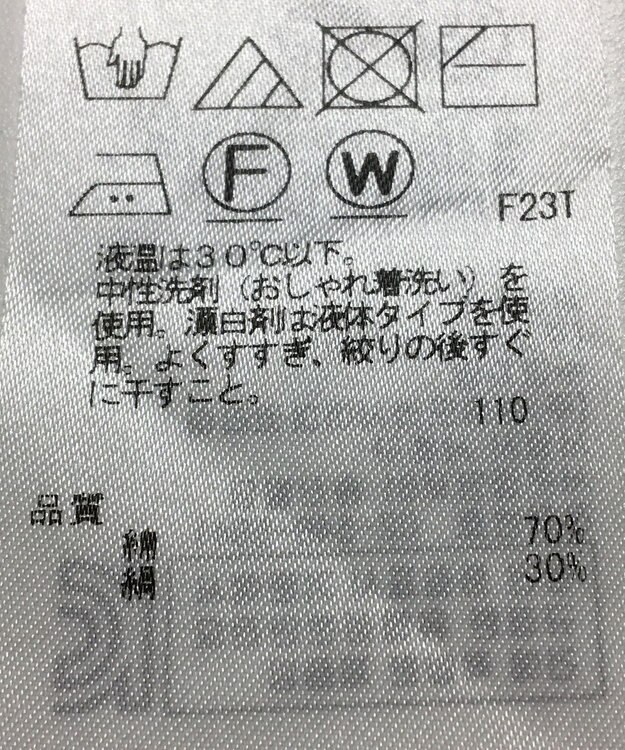 F
W
F23T
液温は30℃以下。
中性洗剤（おしゃれ着洗い）を
使用。漂白剤は液体タイプを使
用。よくすすぎ、絞りの後すぐ
に干すこと。
110
品質
綿 70%
絹 30%